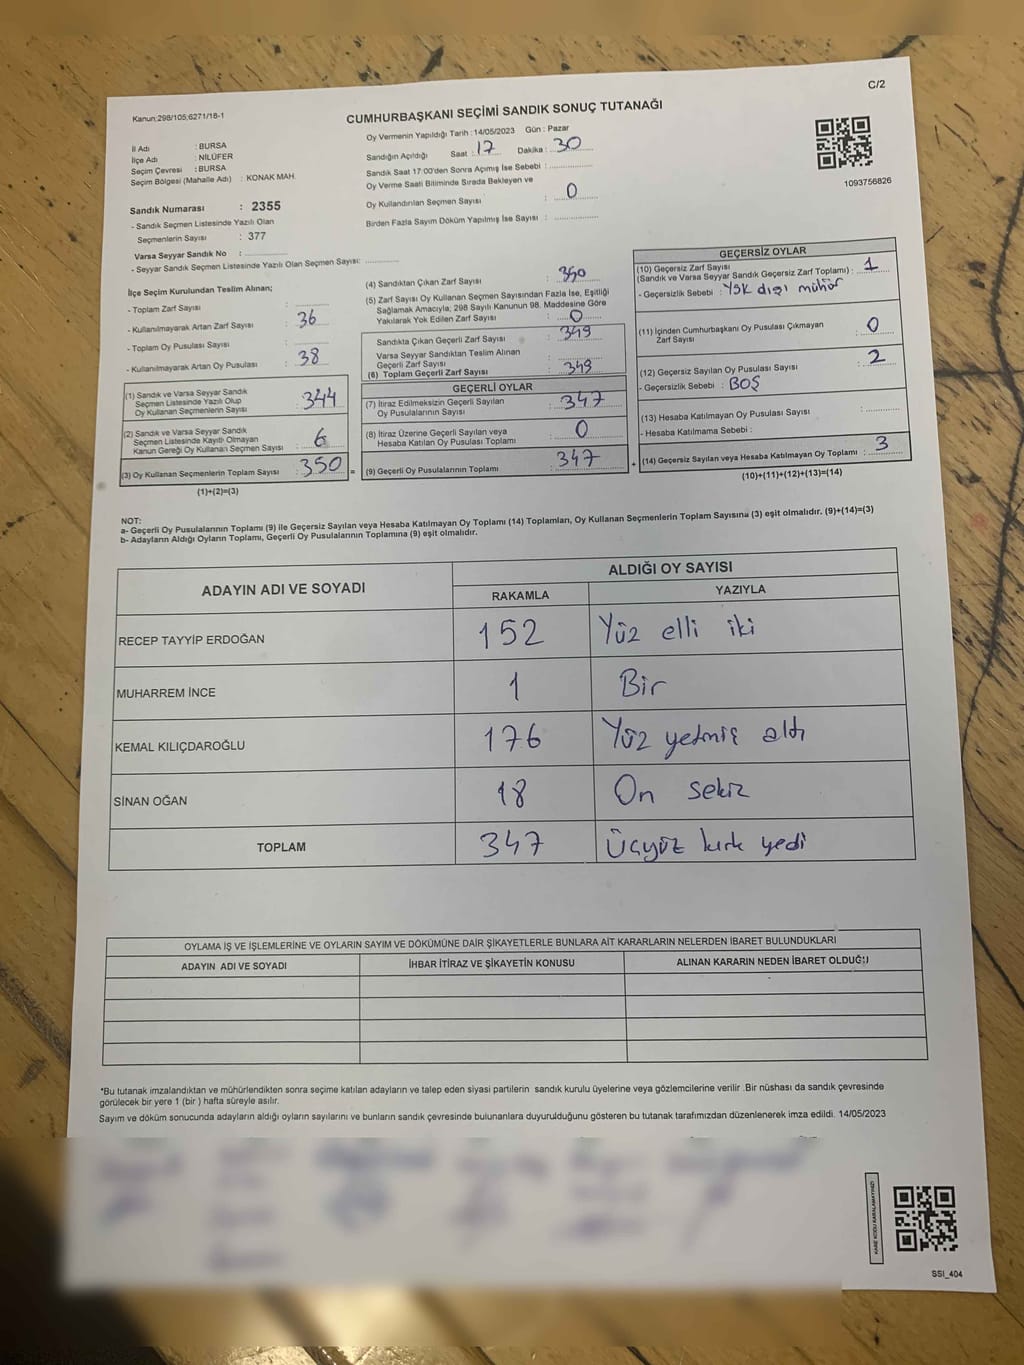 C/2
Kanun;298/105;6271/18-1
CUMHURBAŞKANI SEÇİMİ SANDIK SONUÇ TUTANAĞI
İl Adı : BURSA
İlçe Adı : NİLÜFER
Seçim Çevresi : BURSA
Seçim Bölgesi (Mahalle Adı) : KONAK MAH.
Sandık Numarası : 2355
- Sandık Seçmen Listesinde Yazılı Olan
Seçmenlerin Sayısı : 377
Varsa Seyyar Sandık No :
- Seyyar Sandık Seçmen Listesinde Yazılı Olan Seçmen Sayısı:
Oy Vermenin Yapıldığı Tarih : 14/05/2023 Gün : Pazar
Sandığın Açıldığı Saat : 17 Dakika : 30
Sandık Saat 17:00'den Sonra Açımış İse Sebebi :
Oy Verme Saati Bitiminde Sırada Bekleyen ve
Oy Kullandırılan Seçmen Sayısı : 0
Birden Fazla Sayım Döküm Yapılmış İse Sayısı :
1093756826
İlçe Seçim Kurulundan Teslim Alınan;
- Toplam Zarf Sayısı :
- Kullanılmayarak Artan Zarf Sayısı : 36
- Toplam Oy Pusulası Sayısı :
- Kullanılmayarak Artan Oy Pusulası : 38
(1) Sandık ve Varsa Seyyar Sandık
Seçmen Listesinde Yazılı Olup
Oy Kullanan Seçmenlerin Sayısı : 344
(2) Sandık ve Varsa Seyyar Sandık
Seçmen Listesinde Kayıtlı Olmayan
Kanun Gereği Oy Kullanan Seçmen Sayısı : 6
(3) Oy Kullanan Seçmenlerin Toplam Sayısı : 350 =
(1)+(2)=(3)
(4) Sandıktan Çıkan Zarf Sayısı : 350
(5) Zarf Sayısı Oy Kullanan Seçmen Sayısından Fazla İse, Eşitliği
Sağlamak Amacıyla, 298 Sayılı Kanunun 98. Maddesine Göre
Yakılarak Yok Edilen Zarf Sayısı : 0
Sandıkta Çıkan Geçerli Zarf Sayısı : 349
Varsa Seyyar Sandıktan Teslim Alınan
Geçerli Zarf Sayısı :
(6) Toplam Geçerli Zarf Sayısı : 349
GEÇERLİ OYLAR
(7) İtiraz Edilmeksizin Geçerli Sayılan
Oy Pusulalarının Sayısı : 347
(8) İtiraz Üzerine Geçerli Sayılan veya
Hesaba Katılan Oy Pusulası Toplamı : 0
(9) Geçerli Oy Pusulalarının Toplamı : 347 +
GEÇERSİZ OYLAR
(10) Geçersiz Zarf Sayısı
(Sandık ve Varsa Seyyar Sandık Geçersiz Zarf Toplamı) : 1
- Geçersizlik Sebebi : YSK dışı mühür
(11) İçinden Cumhurbaşkanı Oy Pusulası Çıkmayan
Zarf Sayısı : 0
(12) Geçersiz Sayılan Oy Pusulası Sayısı : 2
- Geçersizlik Sebebi : BOŞ
(13) Hesaba Katılmayan Oy Pusulası Sayısı :
- Hesaba Katılmama Sebebi :
(14) Geçersiz Sayılan veya Hesaba Katılmayan Oy Toplamı : 3
(10)+(11)+(12)+(13)=(14)
NOT:
a- Geçerli Oy Pusulalarının Toplamı (9) ile Geçersiz Sayılan veya Hesaba Katılmayan Oy Toplamı (14) Toplamları, Oy Kullanan Seçmenlerin Toplam Sayısına (3) eşit olmalıdır. (9)+(14)=(3)
b- Adayların Aldığı Oyların Toplamı, Geçerli Oy Pusulalarının Toplamına (9) eşit olmalıdır.
ADAYIN ADI VE SOYADI
ALDIĞI OY SAYISI
RAKAMLA YAZIYLA
RECEP TAYYİP ERDOĞAN 152 Yüz elli iki
MUHARREM İNCE 1 Bir
KEMAL KILIÇDAROĞLU 176 Yüz yetmiş altı
SİNAN OĞAN 18 On sekiz
TOPLAM 347 Üçyüz kırk yedi
OYLAMA İŞ VE İŞLEMLERİNE VE OYLARIN SAYIM VE DÖKÜMÜNE DAİR ŞİKAYETLERLE BUNLARA AİT KARARLARIN NELERDEN İBARET BULUNDUKLARI
ADAYIN ADI VE SOYADI İHBAR İTİRAZ VE ŞİKAYETİN KONUSU ALINAN KARARIN NEDEN İBARET OLDUĞU
*Bu tutanak imzalandıktan ve mühürlendikten sonra seçime katılan adayların ve talep eden siyasi partilerin sandık kurulu üyelerine veya gözlemcilerine verilir .Bir nüshası da sandık çevresinde
görülecek bir yere 1 (bir ) hafta süreyle asılır.
Sayım ve döküm sonucunda adayların aldığı oyların sayılarını ve bunların sandık çevresinde bulunanlara duyurulduğunu gösteren bu tutanak tarafımızdan düzenlenerek imza edildi. 14/05/2023
KARE KODU KARALAMAYINIZ!
SSI_404